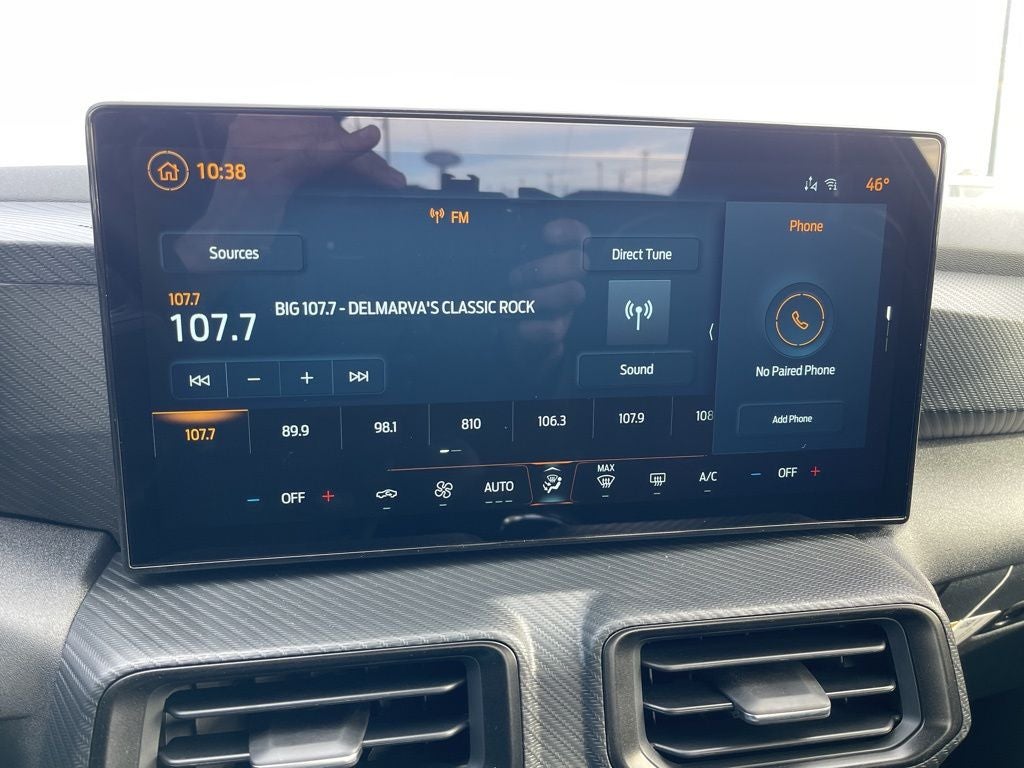 10:38
46°
FM
Phone
Sources
Direct Tune
107.7
107.7
BIG 107.7 - DELMARVA'S CLASSIC ROCK
Sound
No Paired Phone
− +
Add Phone
107.7 89.9 98.1 810 106.3 107.9 108
− OFF + AUTO MAX A/C − OFF +